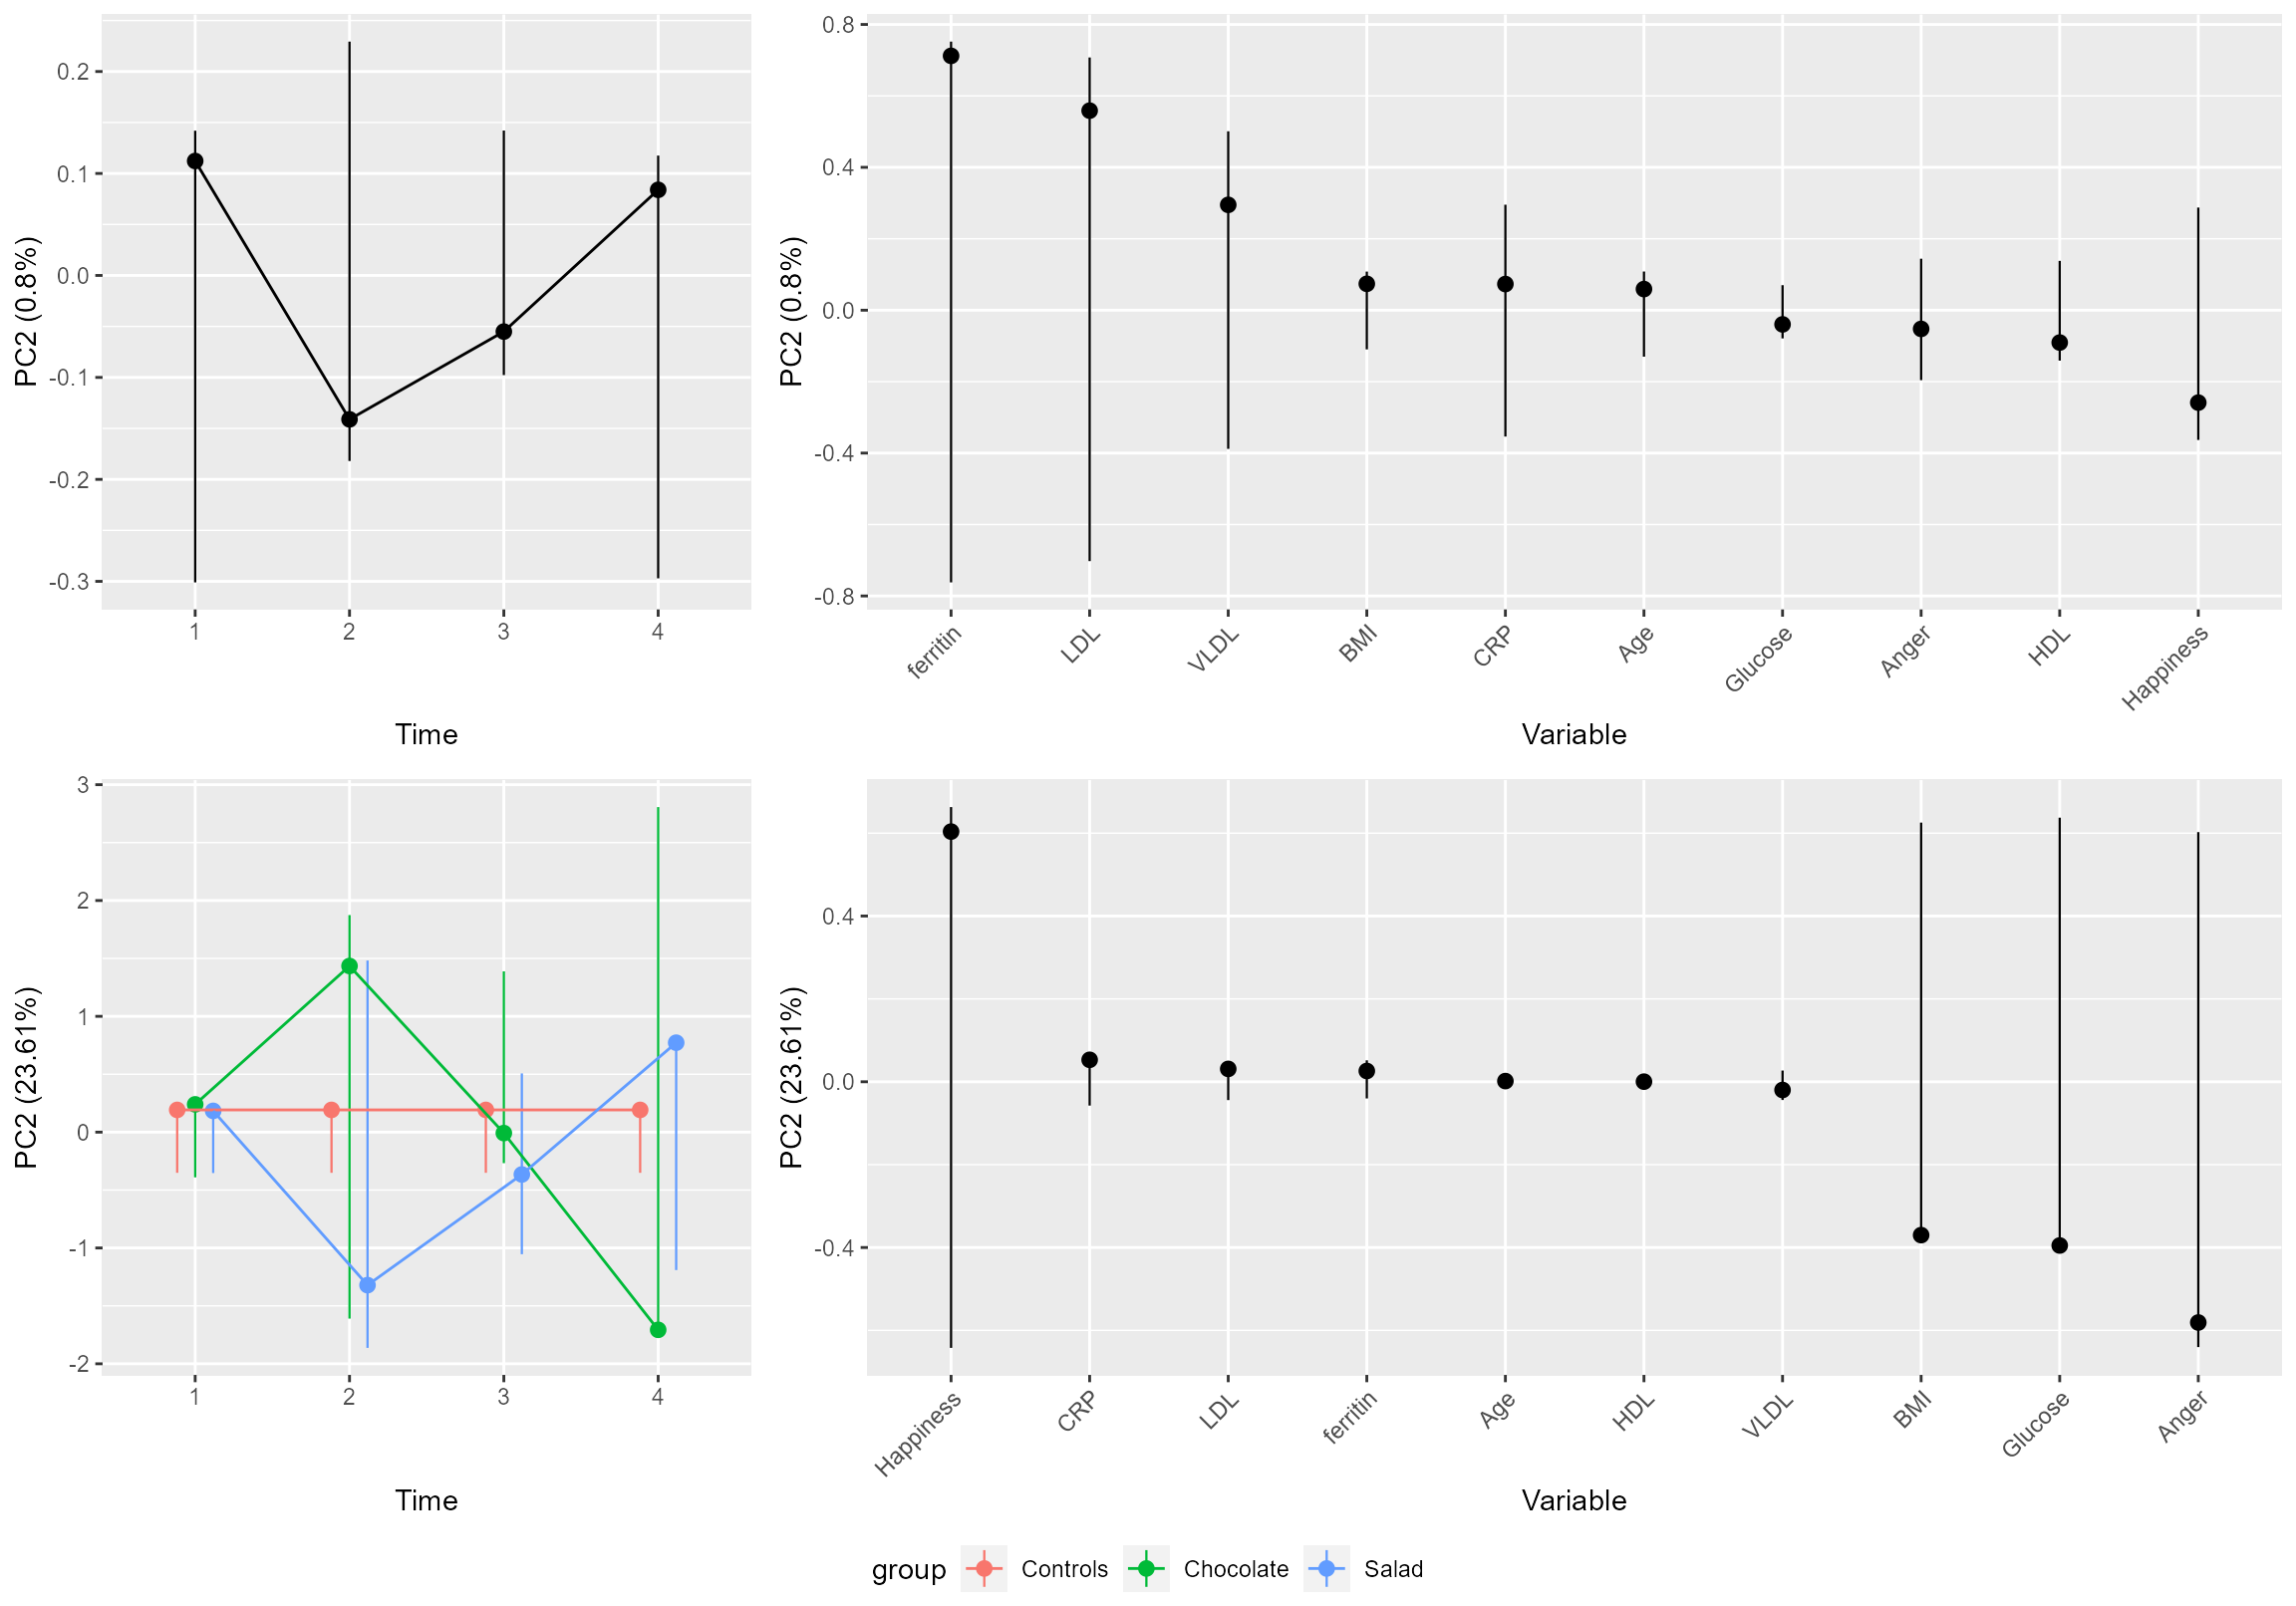 PC2 (0.8%)
0.2
0.1
0.0
-0.1
-0.2
-0.3
1 2 3 4
Time
PC2 (0.8%)
0.8
0.4
0.0
-0.4
-0.8
ferritin LDL VLDL BMI CRP Age Glucose Anger HDL Happiness
Variable
PC2 (23.61%)
3
2
1
0
-1
-2
1 2 3 4
Time
PC2 (23.61%)
0.4
0.0
-0.4
Happiness CRP LDL ferritin Age HDL VLDL BMI Glucose Anger
Variable
group Controls Chocolate Salad